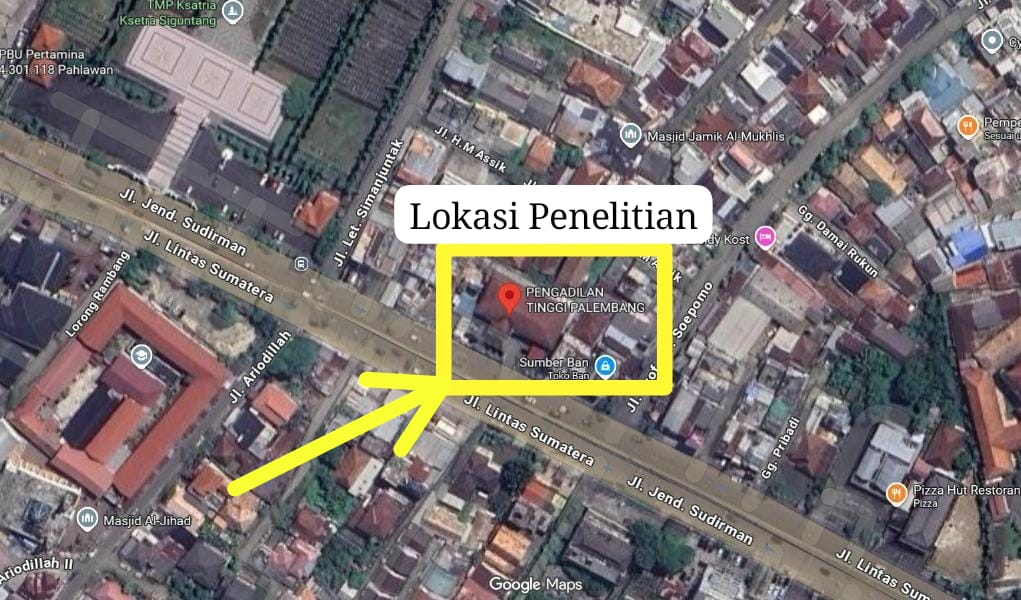 TMP Ksatria
Ksetra Siguntang
PBU Pertamina
4.301.118 Pahlawan
Masjid Jamik Al-Mukhlis
Jl. H.M Assik
Jl. Let. Simanjuntak
Jl. Jend. Sudirman
Jl. Lintas Sumatera
Lorong Rambang
Jl. Ariodillah
Lokasi Penelitian
Kost
Gg. Damai Rukun
PENGADILAN
TINGGI PALEMBANG
Sumber Ban
Toko Ban
Soepomo
Jl. Lintas Sumatera
Jl. Jend. Sudirman
Gg. Pribadi
Pizza Hut Restoran
Pizza
Masjid Al-Jihad
Ariodillah II
Jl. Lintas Sum
Google Maps